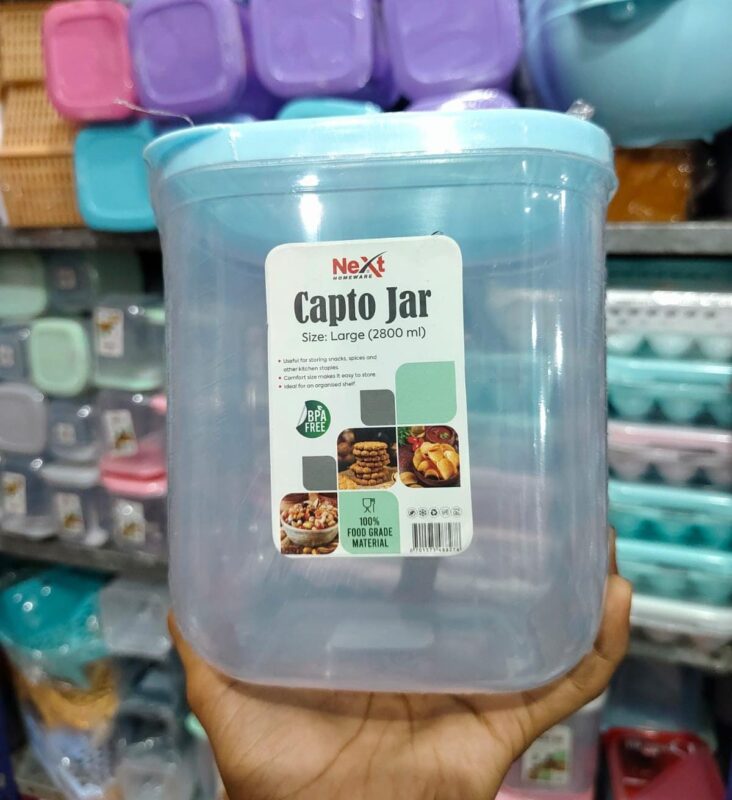 NeXt
HOMEWARE
Capto Jar
Size: Large (2800 ml)
• Useful for storing snacks, spices and
other kitchen staples.
• Comfort size makes it easy to store.
• Ideal for an organised shelf.
BPA
FREE
100%
FOOD GRADE
MATERIAL